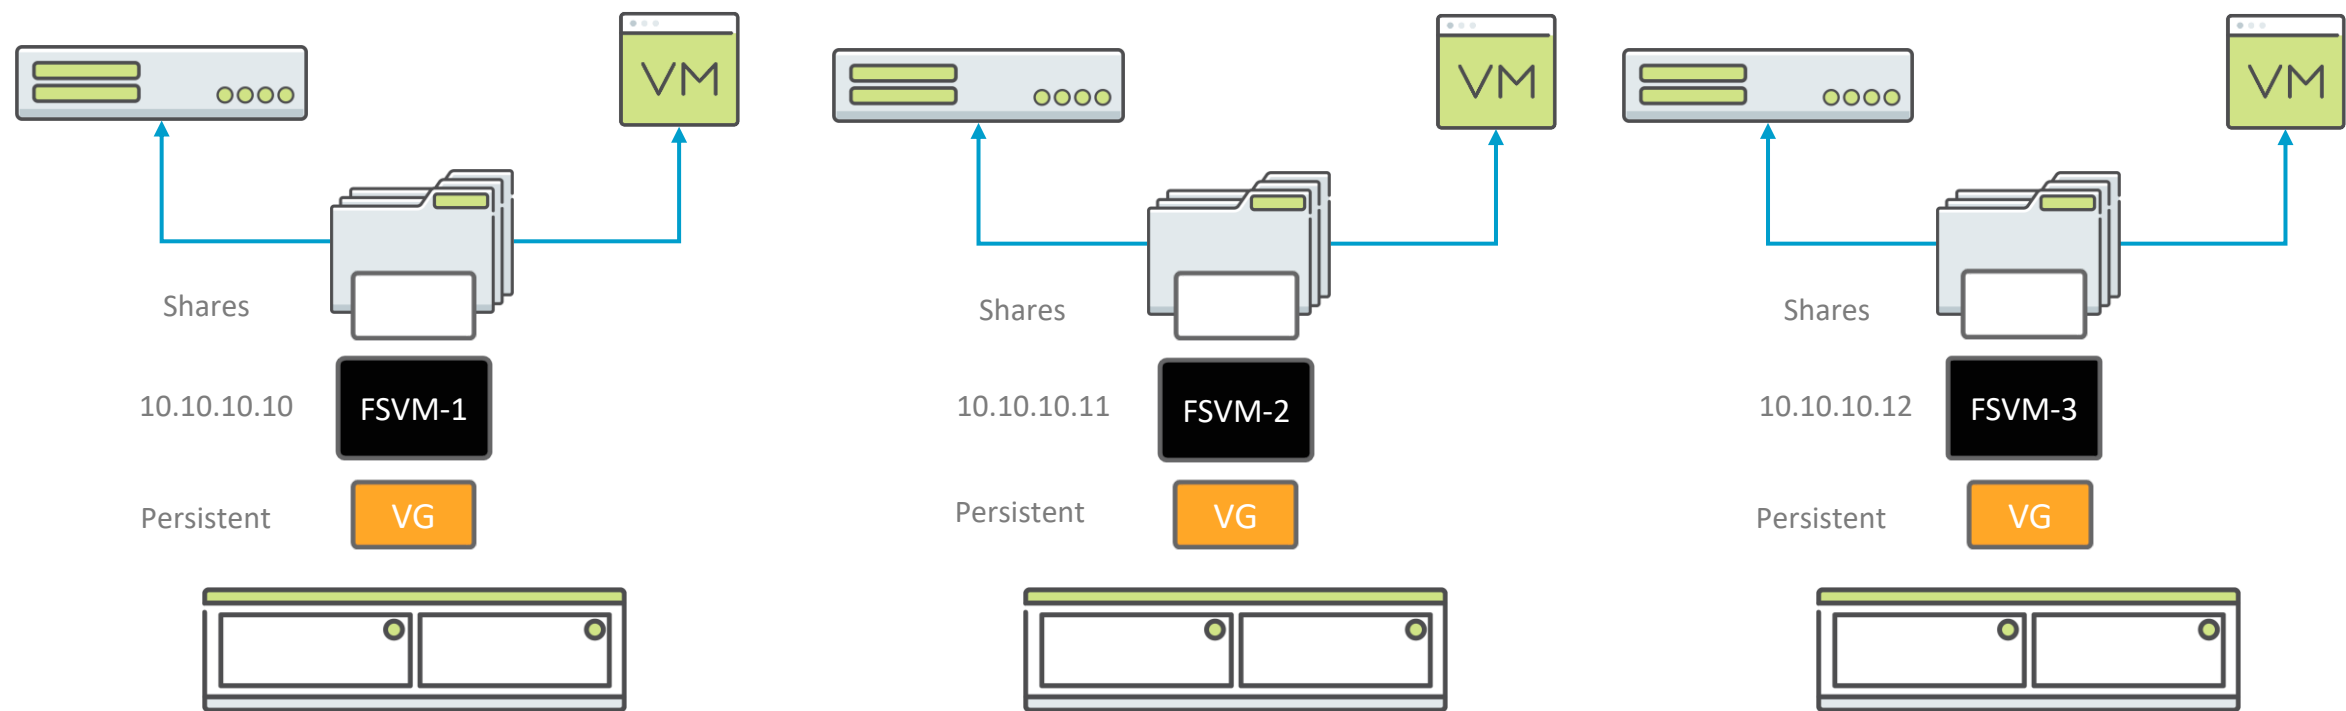 VM
VM
VM
Shares
Shares
Shares
10.10.10.10
FSVM-1
10.10.10.11
FSVM-2
10.10.10.12
FSVM-3
Persistent
VG
Persistent
VG
Persistent
VG